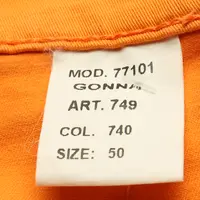 MOD. 77101
GONNA
ART. 749
COL. 740
SIZE: 50